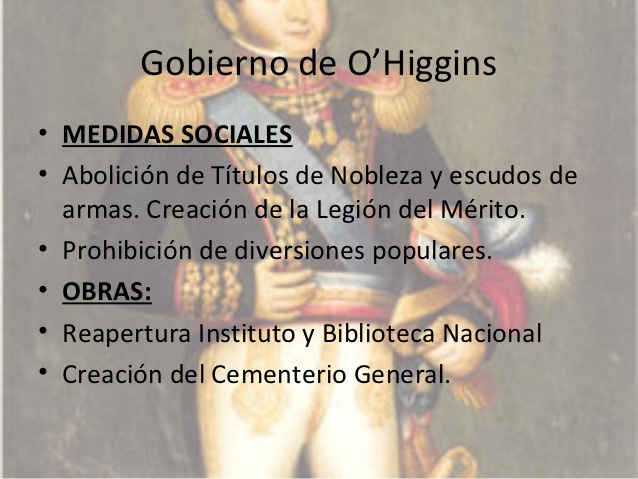 Gobierno de O’Higgins
• MEDIDAS SOCIALES
• Abolición de Títulos de Nobleza y escudos de
armas. Creación de la Legión del Mérito.
• Prohibición de diversiones populares.
• OBRAS:
• Reapertura Instituto y Biblioteca Nacional
• Creación del Cementerio General.